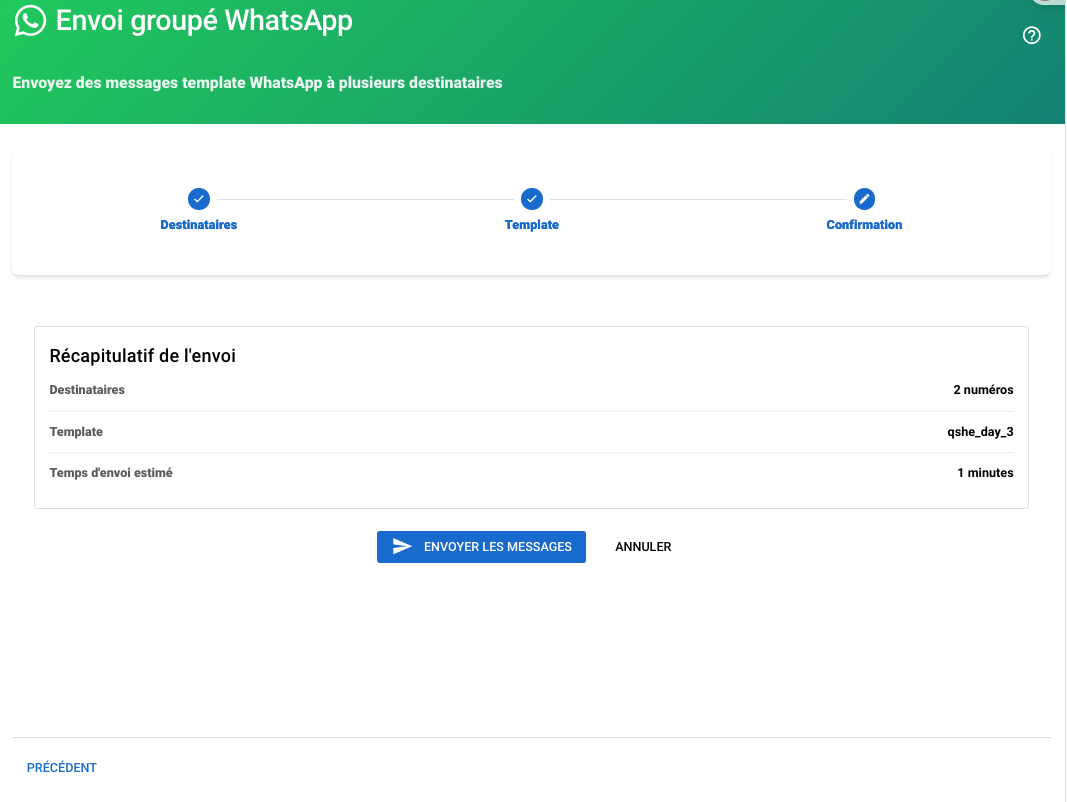 Envoi groupé WhatsApp
Envoyez des messages template WhatsApp à plusieurs destinataires
Destinataires Template Confirmation
Récapitulatif de l'envoi
Destinataires 2 numéros
Template qshe_day_3
Temps d'envoi estimé 1 minutes
ENVOYER LES MESSAGES ANNULER
PRÉCÉDENT